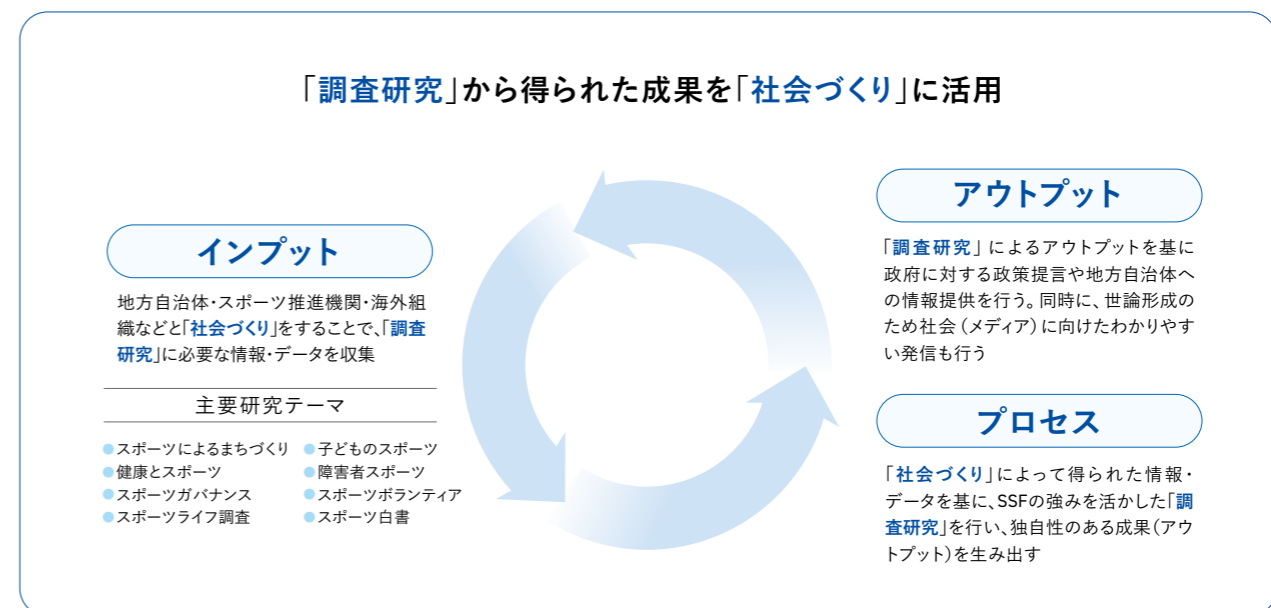 「調査研究」から得られた成果を「社会づくり」に活用
インプット
地方自治体・スポーツ推進機関・海外組
織などと「社会づくり」をすることで、「調査
研究」に必要な情報・データを収集
主要研究テーマ
●スポーツによるまちづくり
●健康とスポーツ
●スポーツガバナンス
●スポーツライフ調査
●子どものスポーツ
●障害者スポーツ
●スポーツボランティア
●スポーツ白書
アウトプット
「調査研究」によるアウトプットを基に
政府に対する政策提言や地方自治体へ
の情報提供を行う。同時に、世論形成の
ため社会（メディア）に向けたわかりやす
い発信も行う
プロセス
「社会づくり」によって得られた情報・
データを基に、SSFの強みを活かした「調
査研究」を行い、独自性のある成果（アウ
トプット）を生み出す